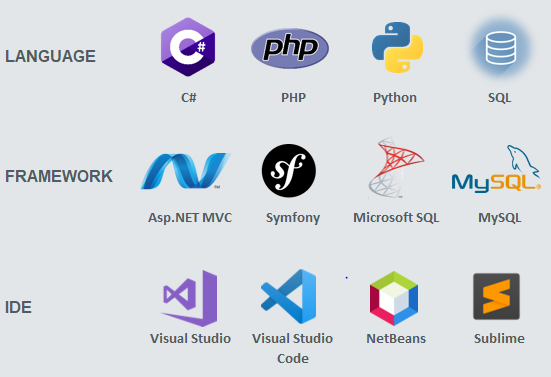 LANGUAGE
C#
php
PHP
Python
SQL
FRAMEWORK
Asp.NET MVC
sf
Symfony
Microsoft SQL
MySQL®
MySQL
IDE
Visual Studio
Visual Studio
Code
NetBeans
Sublime